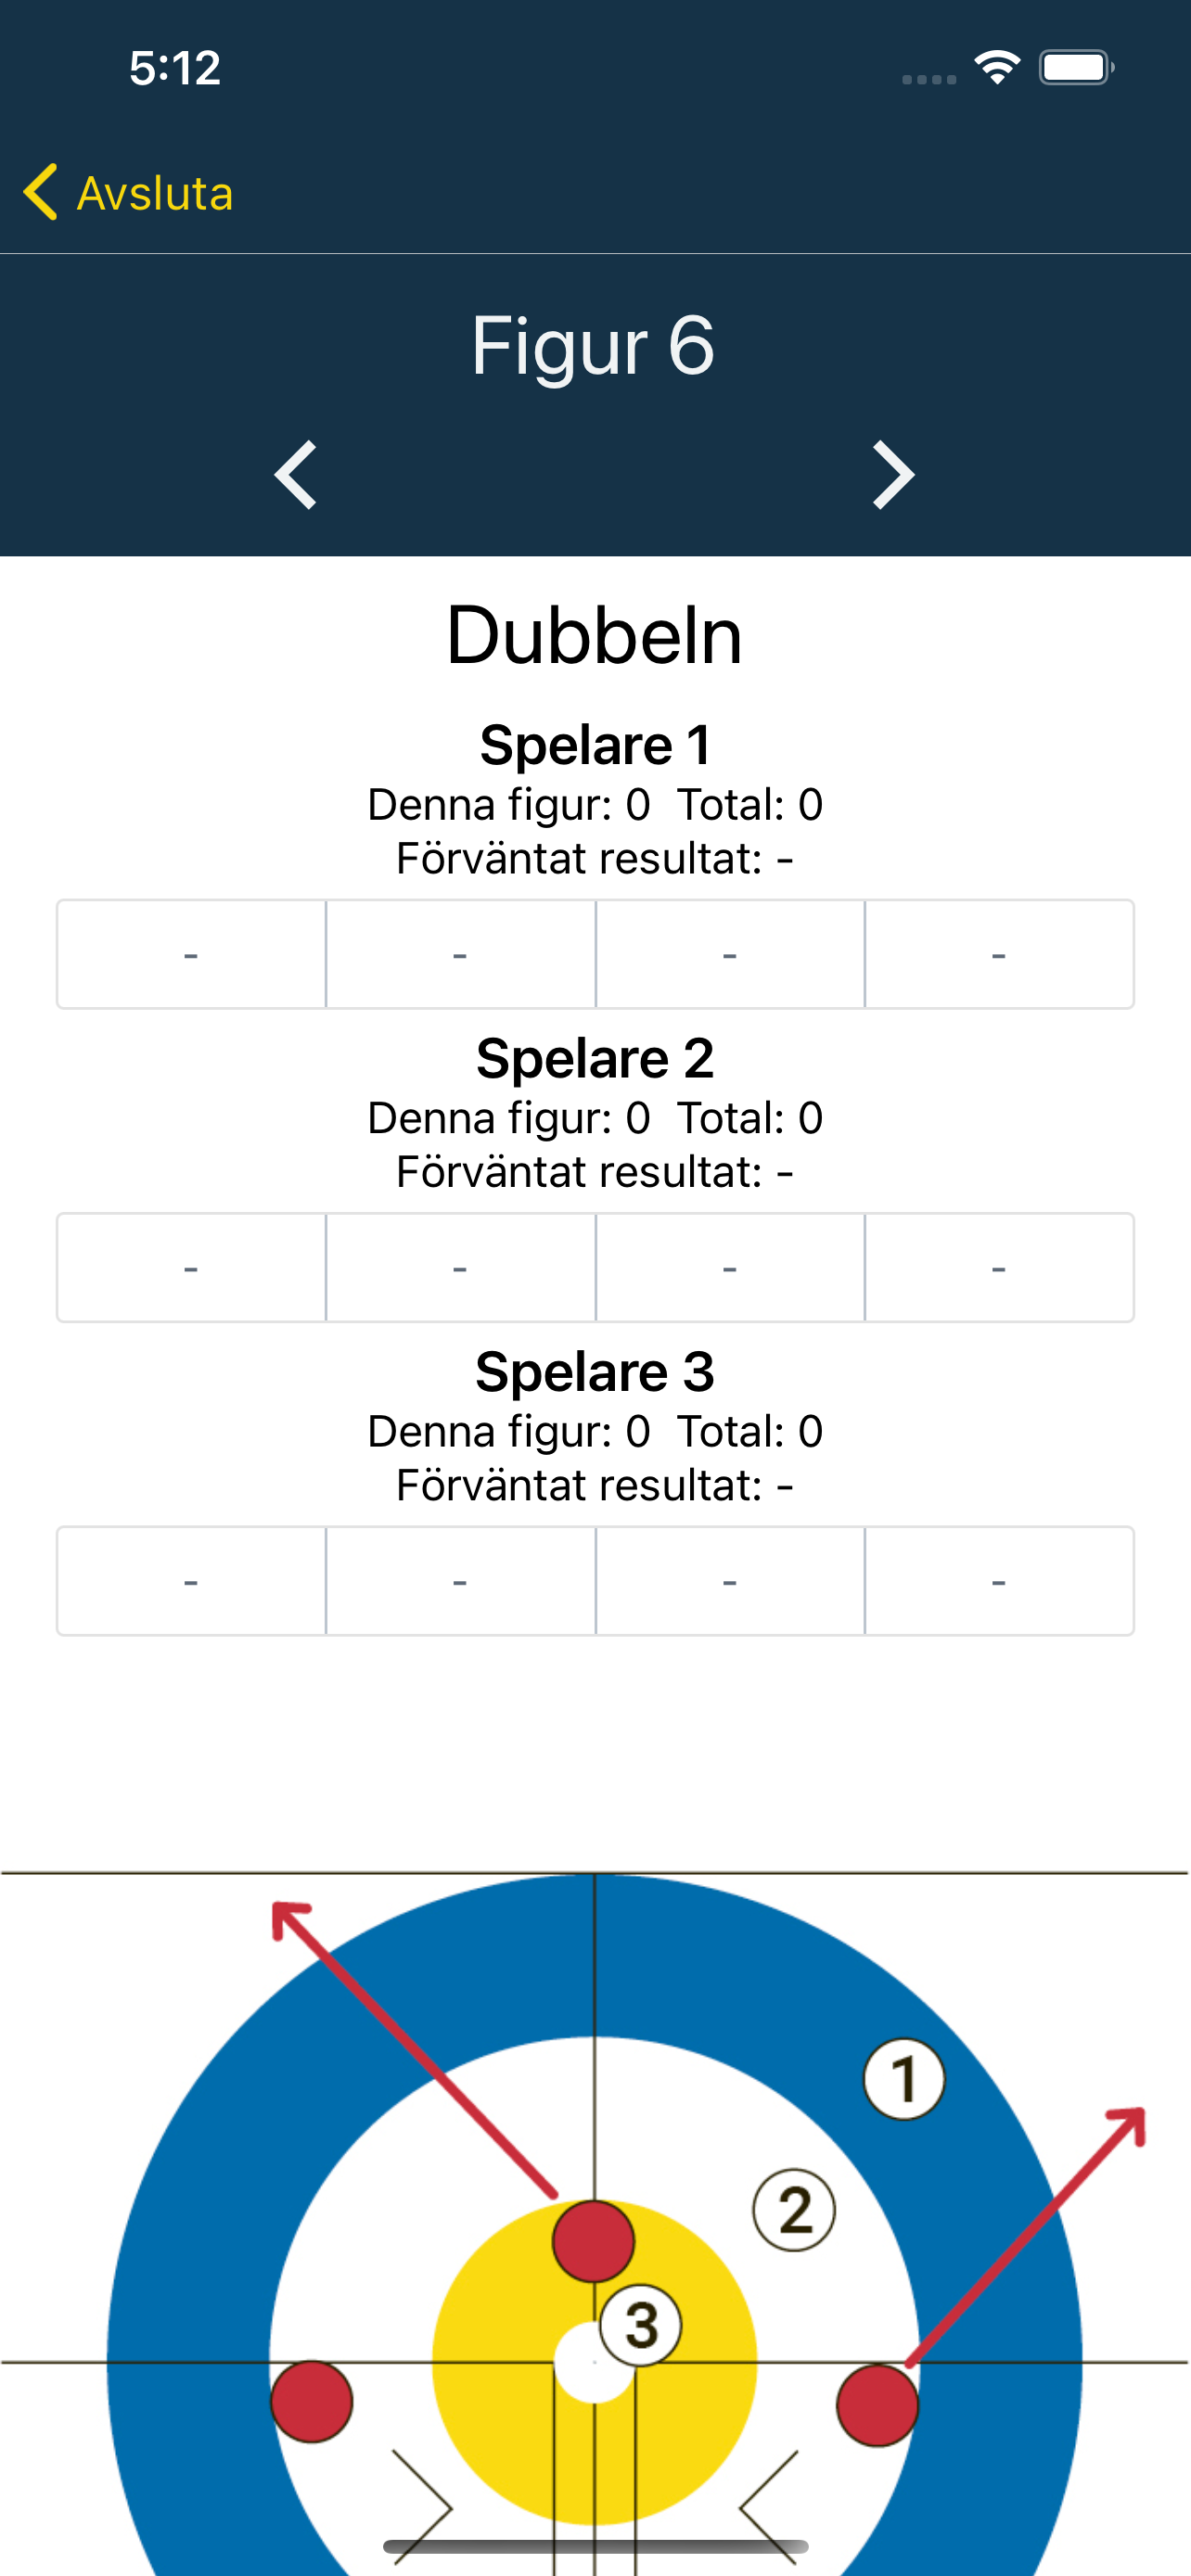 5:12
Avsluta
Figur 6
Dubbeln
Spelare 1
Denna figur: 0 Total: 0
Förväntat resultat: -
- - - -
Spelare 2
Denna figur: 0 Total: 0
Förväntat resultat: -
- - - -
Spelare 3
Denna figur: 0 Total: 0
Förväntat resultat: -
- - - -
1
2
3